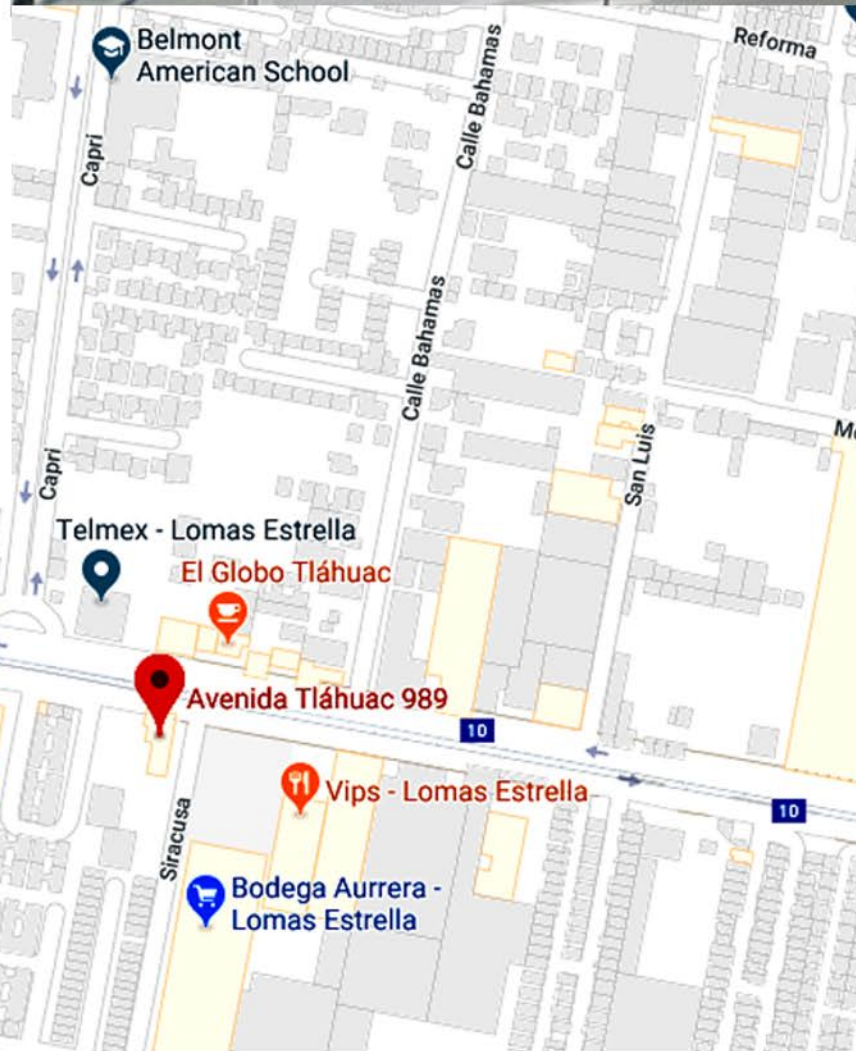 Belmont
American School
Reforma
Calle Bahamas
Capri
Calle Bahamas
San Luis
Capri
Telmex - Lomas Estrella
El Globo Tláhuac
Avenida Tláhuac 989
10
Vips - Lomas Estrella
10
Siracusa
Bodega Aurrera -
Lomas Estrella